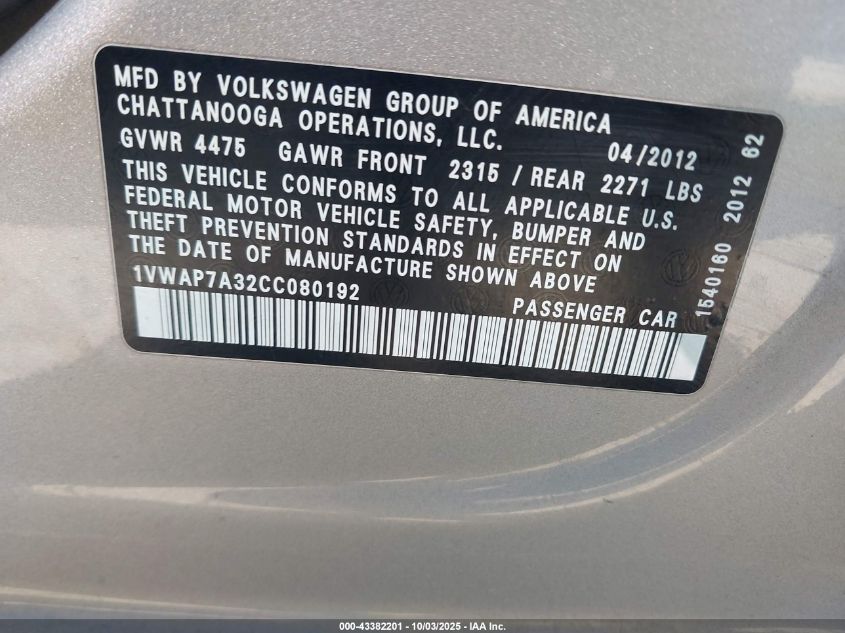 MFD BY VOLKSWAGEN GROUP OF AMERICA
CHATTANOOGA OPERATIONS, LLC. 04/2012
GVWR 4475 GAWR FRONT 2315 / REAR 2271 LBS
THIS VEHICLE CONFORMS TO ALL APPLICABLE U.S.
FEDERAL MOTOR VEHICLE SAFETY, BUMPER AND
THEFT PREVENTION STANDARDS IN EFFECT ON
THE DATE OF MANUFACTURE SHOWN ABOVE
1VWAP7A32CC080192
PASSENGER CAR
1540160 2012 62
000-43382201 - 10/03/2025 - IAA Inc.